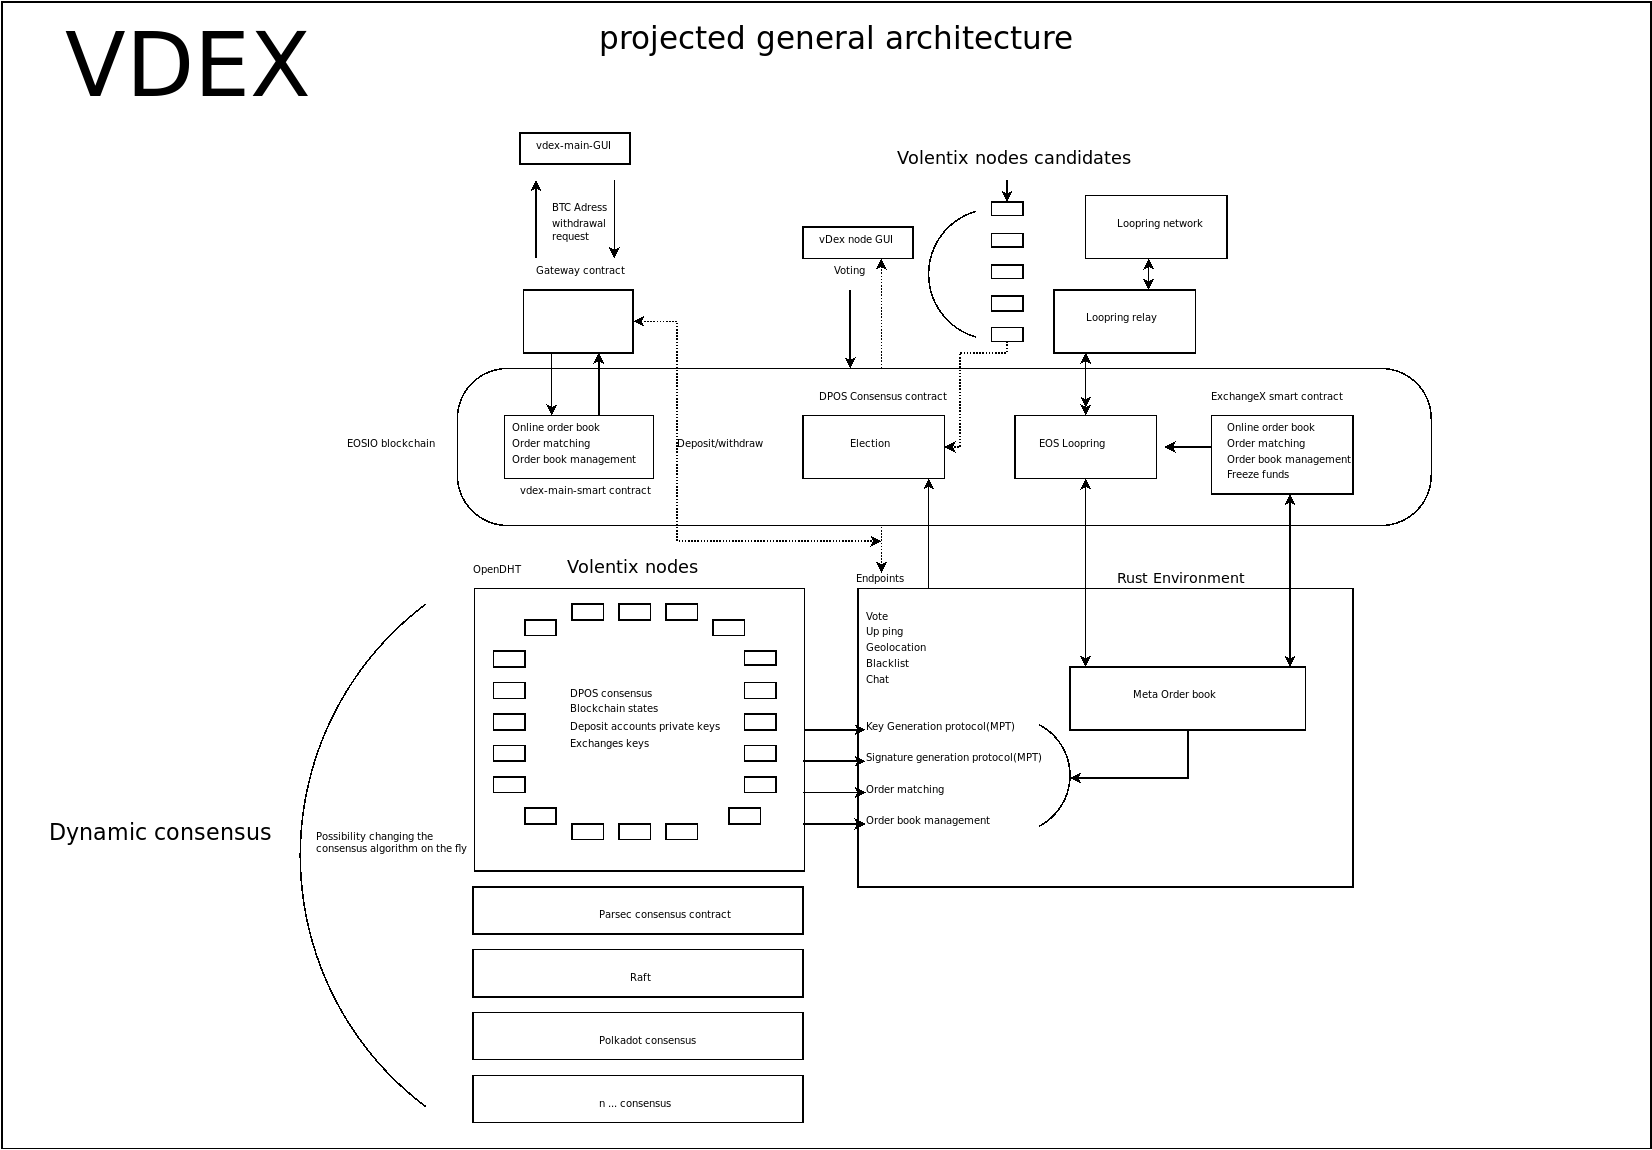 VDEX
projected general architecture
vdex-main-GUI
BTC Adress
withdrawal
request
Gateway contract
Volentix nodes candidates
vDex node GUI
Voting
Loopring network
Loopring relay
EOSIO blockchain
Online order book
Order matching
Order book management
vdex-main-smart contract
Deposit/withdraw
DPOS Consensus contract
Election
EOS Loopring
ExchangeX smart contract
Online order book
Order matching
Order book management
Freeze funds
OpenDHT
Volentix nodes
DPOS consensus
Blockchain states
Deposit accounts private keys
Exchanges keys
Endpoints
Rust Environment
Vote
Up ping
Geolocation
Blacklist
Chat
Key Generation protocol(MPT)
Signature generation protocol(MPT)
Order matching
Order book management
Meta Order book
Dynamic consensus
Possibility changing the
consensus algorithm on the fly
Parsec consensus contract
Raft
Polkadot consensus
n ... consensus